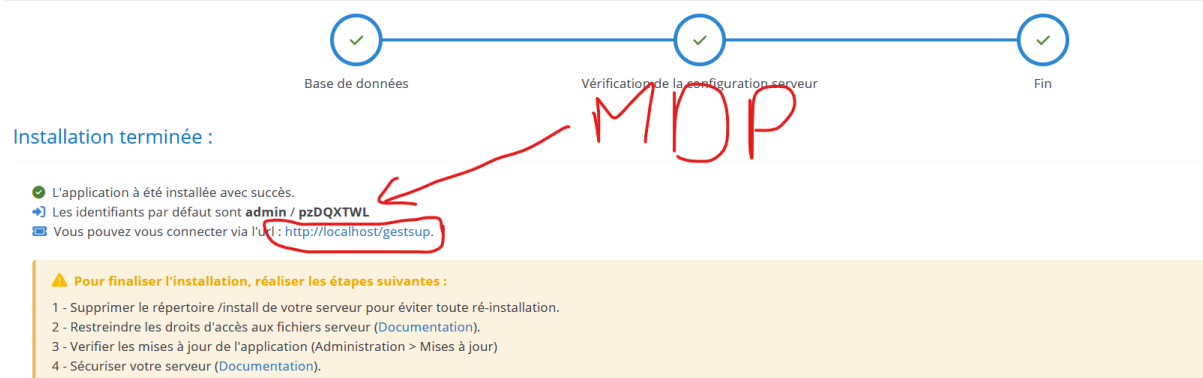 Base de données
Vérification de la configuration serveur
Fin
MDP
Installation terminée :
L'application à été installée avec succès.
Les identifiants par défaut sont admin / pzDQXTWL
Vous pouvez vous connecter via l'url : http://localhost/gestsup.
Pour finaliser l'installation, réaliser les étapes suivantes :
1 - Supprimer le répertoire /install de votre serveur pour éviter toute ré-installation.
2 - Restreindre les droits d'accès aux fichiers serveur (Documentation).
3 - Verifier les mises à jour de l'application (Administration > Mises à jour)
4 - Sécuriser votre serveur (Documentation).